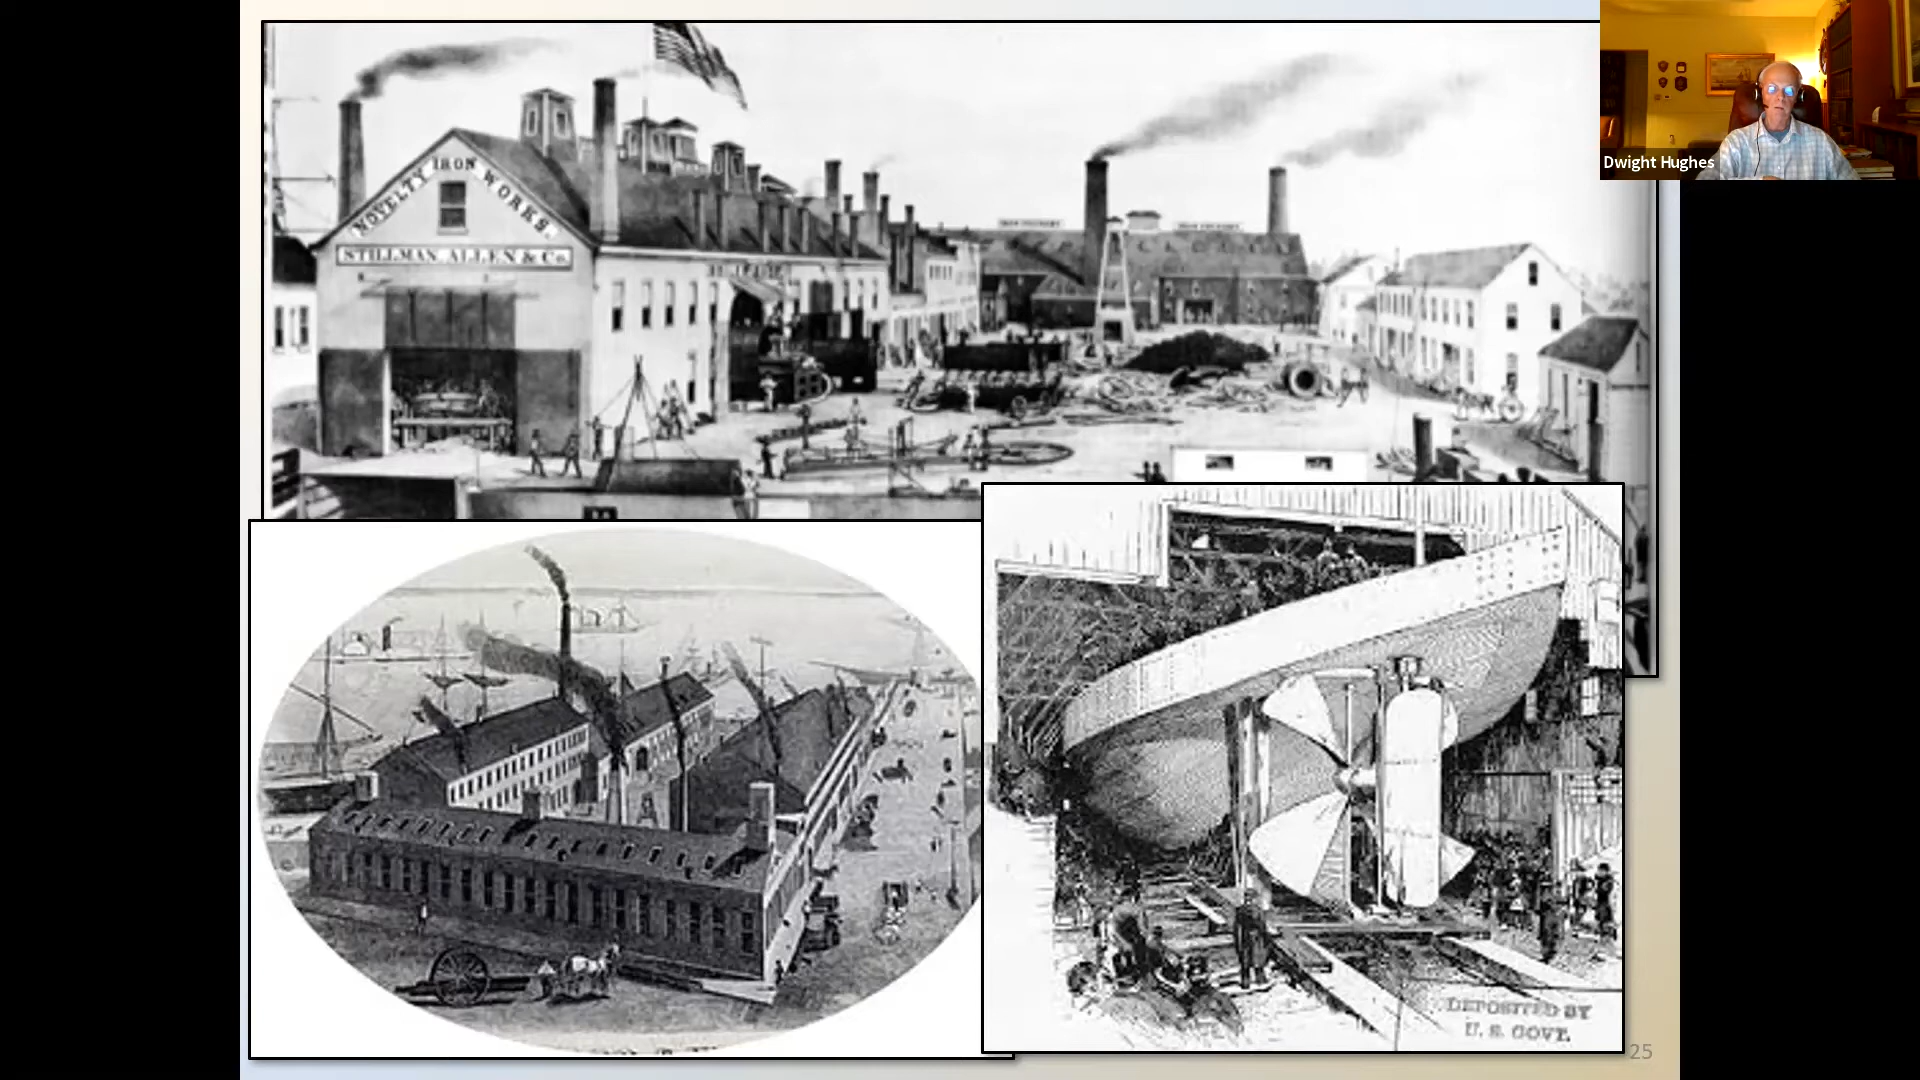 NOVELTY IRON WORKS.
STILLMAN, ALLEN & Co.
Dwight Hughes
DEPOSITED BY
U. S. GOVT.
25